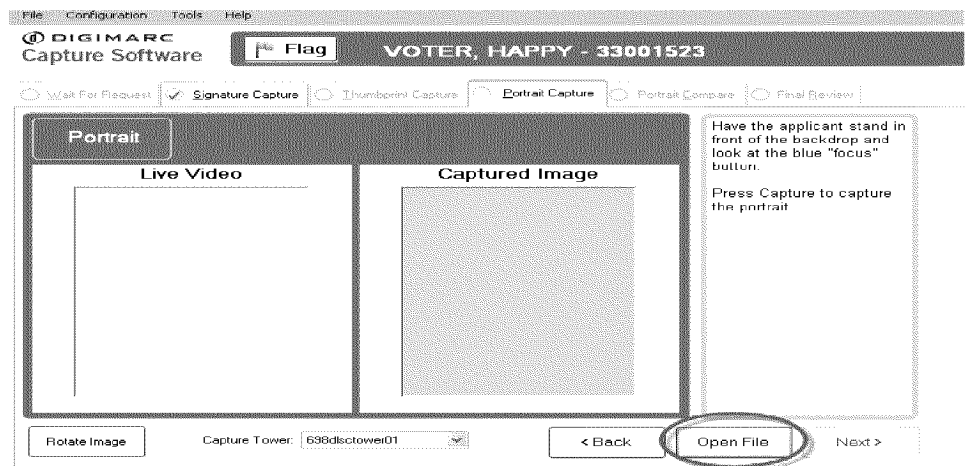 File Configuration Tools Help
DIGIMARC
Capture Software
Flag
VOTER, HAPPY - 33001523
Wait For Request Signature Capture Thumbprint Capture Portrait Capture Portrait Compare Final Review
Portrait
Live Video
Captured Image
Have the applicant stand in
front of the backdrop and
look at the blue "focus"
button.
Press Capture to capture
the portrait
Rotate Image Capture Tower: 698dlsctower01 < Back Open File Next >